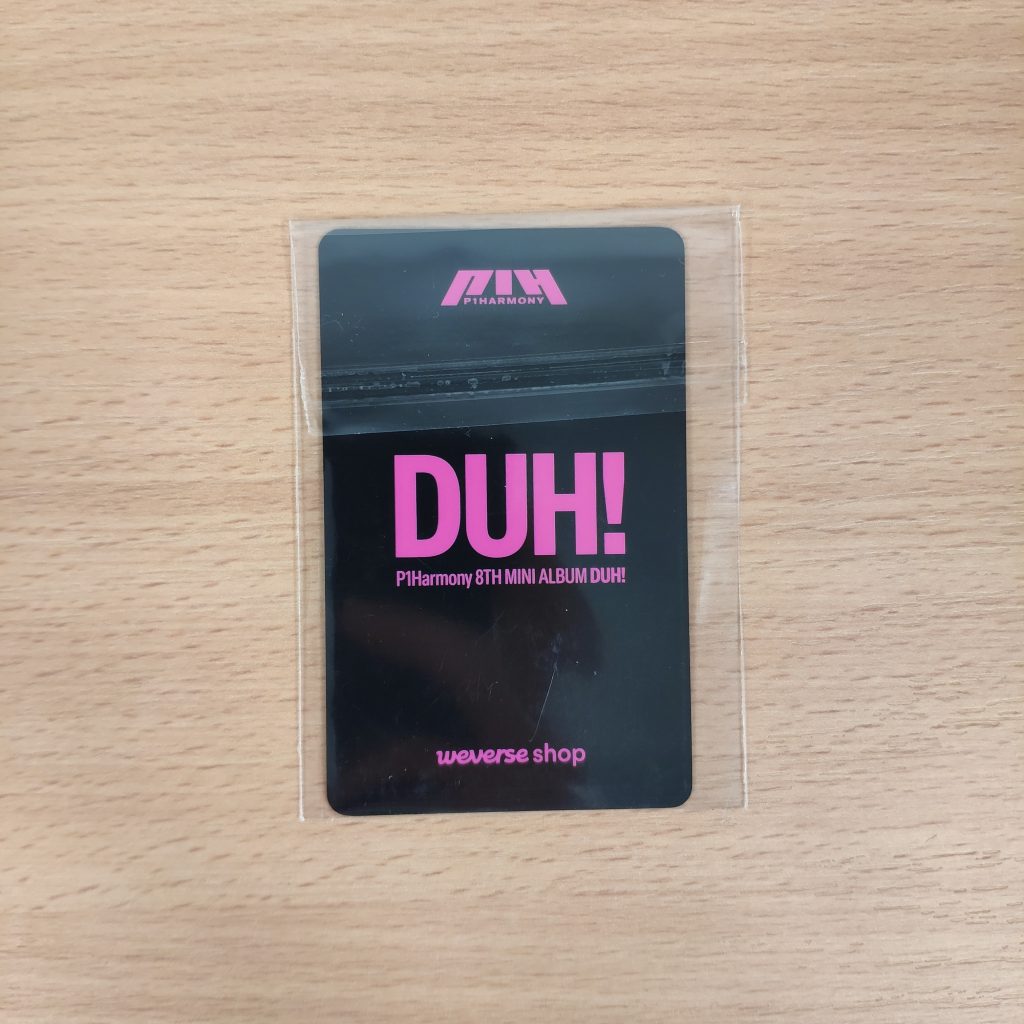 P1H
P1HARMONY
DUH!
P1Harmony 8TH MINI ALBUM DUH!
weverse shop